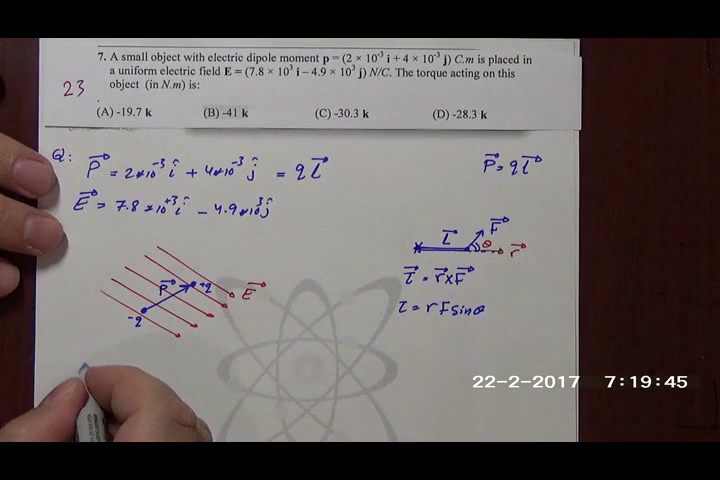 7. A small object with electric dipole moment p = (2 × 10⁻³ i + 4 × 10⁻³ j) C.m is placed in
a uniform electric field E = (7.8 × 10³ i – 4.9 × 10³ j) N/C. The torque acting on this
object (in N.m) is:
23
(A) -19.7 k (B) -41 k (C) -30.3 k (D) -28.3 k
Q:
P⃗ = 2*10⁻³ î + 4*10⁻³ ĵ = qL⃗
P⃗ = qL⃗
E⃗ = 7.8*10⁺³ î - 4.9*10³ ĵ
L⃗ F⃗ θ r⃗
P⃗ +q E⃗
-q
τ⃗ = r⃗ x F⃗
τ = r F sinθ
22-2-2017 7:19:45